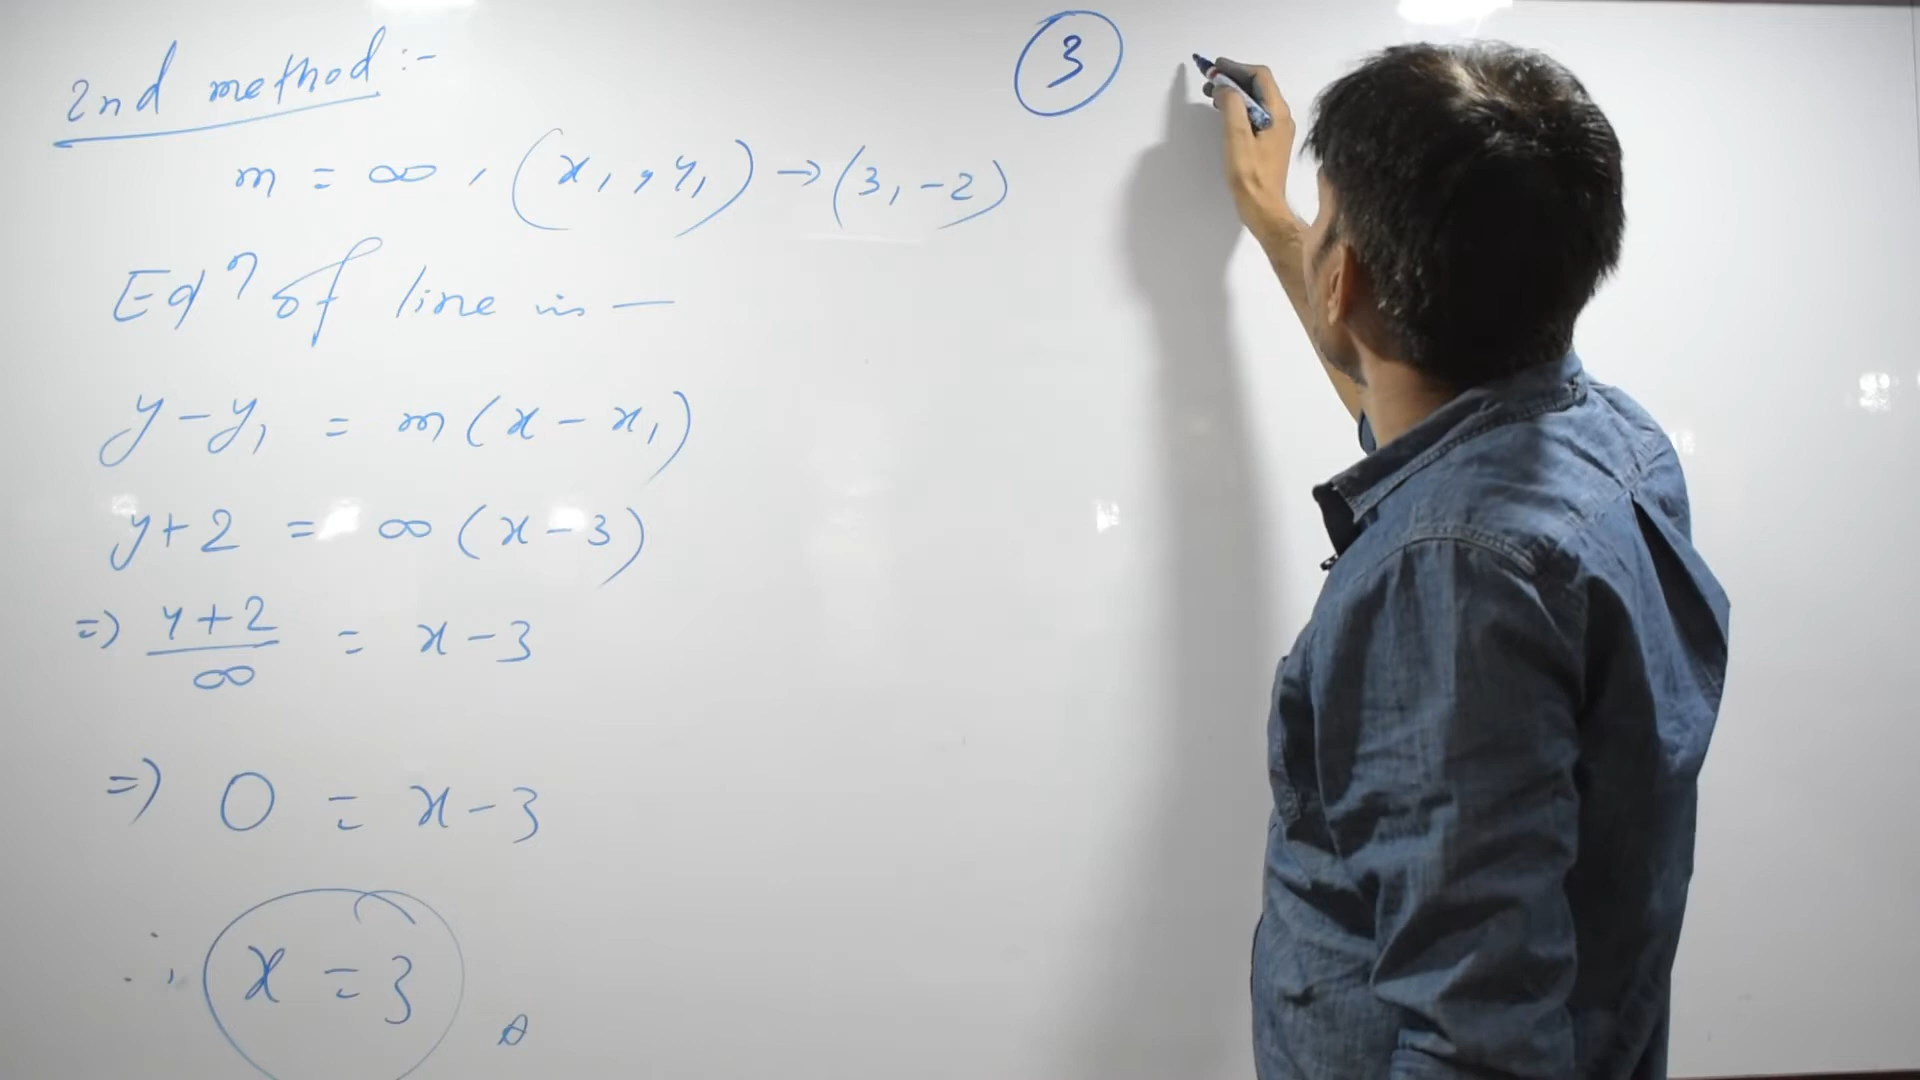 2nd method :-
m = ∞, (x₁, y₁) → (3, -2)
Eqⁿ of line is —
y - y₁ = m(x - x₁)
y + 2 = ∞ (x - 3)
=) y + 2 / ∞ = x - 3
=) 0 = x - 3
∴ x = 3
③